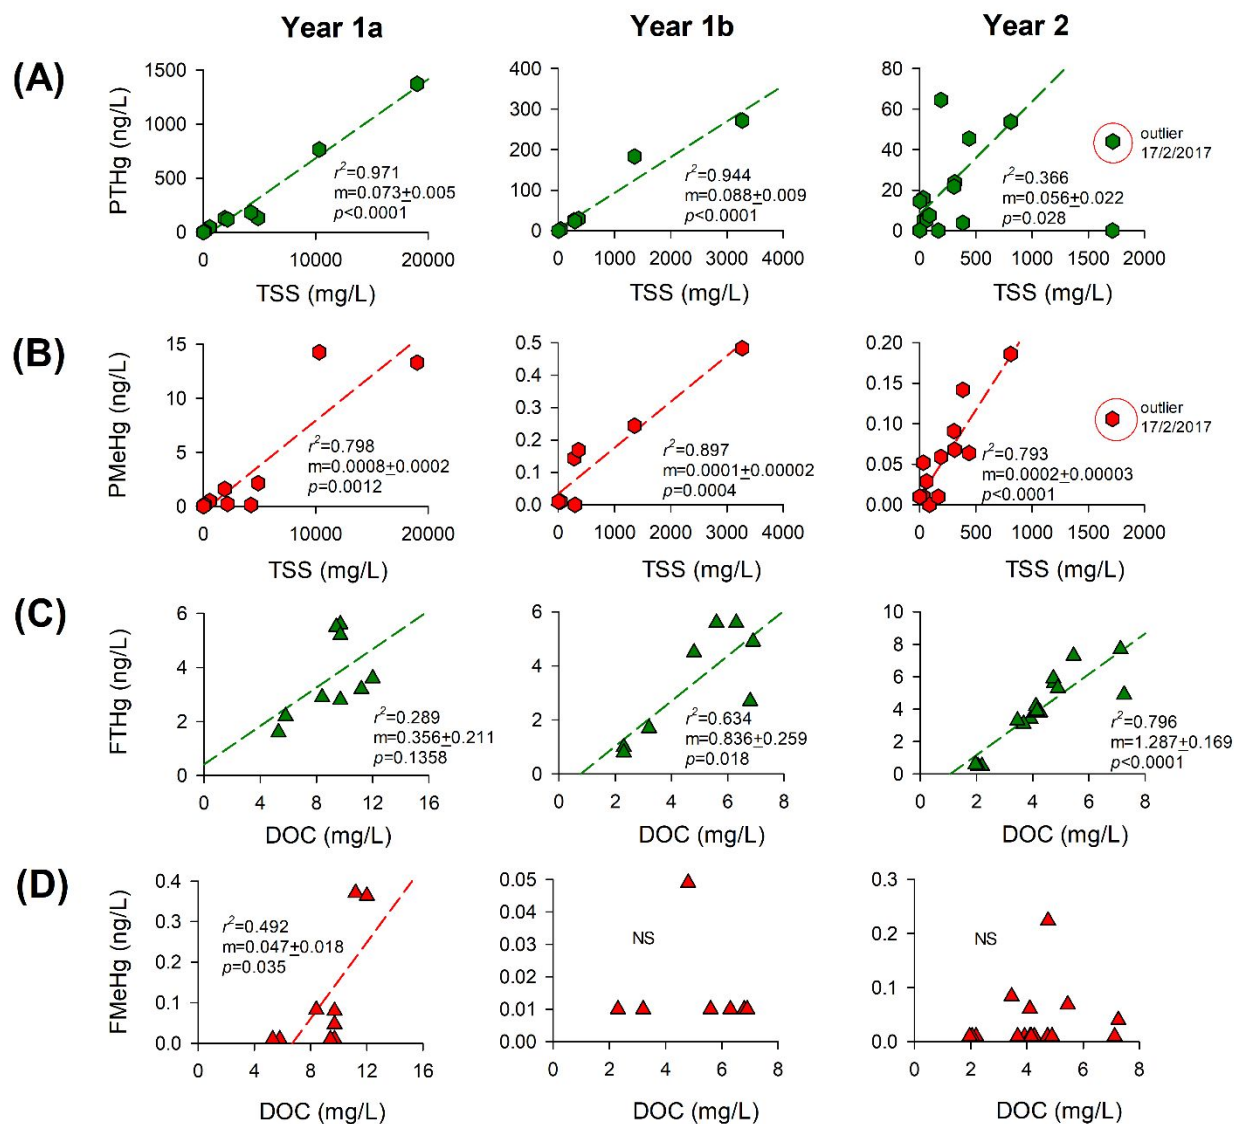 Year 1a
Year 1b
Year 2
(A)
PTHg (ng/L)
1500
1000
500
0
r²=0.971
m=0.073±0.005
p<0.0001
0 10000 20000
TSS (mg/L)
400
300
200
100
0
r²=0.944
m=0.088±0.009
p<0.0001
0 1000 2000 3000 4000
TSS (mg/L)
80
60
40
20
0
outlier
17/2/2017
r²=0.366
m=0.056±0.022
p=0.028
0 500 1000 1500 2000
TSS (mg/L)
(B)
PMeHg (ng/L)
15
10
5
0
r²=0.798
m=0.0008±0.0002
p=0.0012
0 10000 20000
TSS (mg/L)
0.5
0.4
0.3
0.2
0.1
0.0
r²=0.897
m=0.0001±0.00002
p=0.0004
0 1000 2000 3000 4000
TSS (mg/L)
0.20
0.15
0.10
0.05
0.00
outlier
17/2/2017
r²=0.793
m=0.0002±0.00003
p<0.0001
0 500 1000 1500 2000
TSS (mg/L)
(C)
FTHg (ng/L)
6
4
2
0
r²=0.289
m=0.356±0.211
p=0.1358
0 4 8 12 16
DOC (mg/L)
6
4
2
0
r²=0.634
m=0.836±0.259
p=0.018
0 2 4 6 8
DOC (mg/L)
10
8
6
4
2
0
r²=0.796
m=1.287±0.169
p<0.0001
0 2 4 6 8
DOC (mg/L)
(D)
FMeHg (ng/L)
0.4
0.3
0.2
0.1
0.0
r²=0.492
m=0.047±0.018
p=0.035
0 4 8 12 16
DOC (mg/L)
0.05
0.04
0.03
0.02
0.01
0.00
NS
0 2 4 6 8
DOC (mg/L)
0.3
0.2
0.1
0.0
NS
0 2 4 6 8
DOC (mg/L)